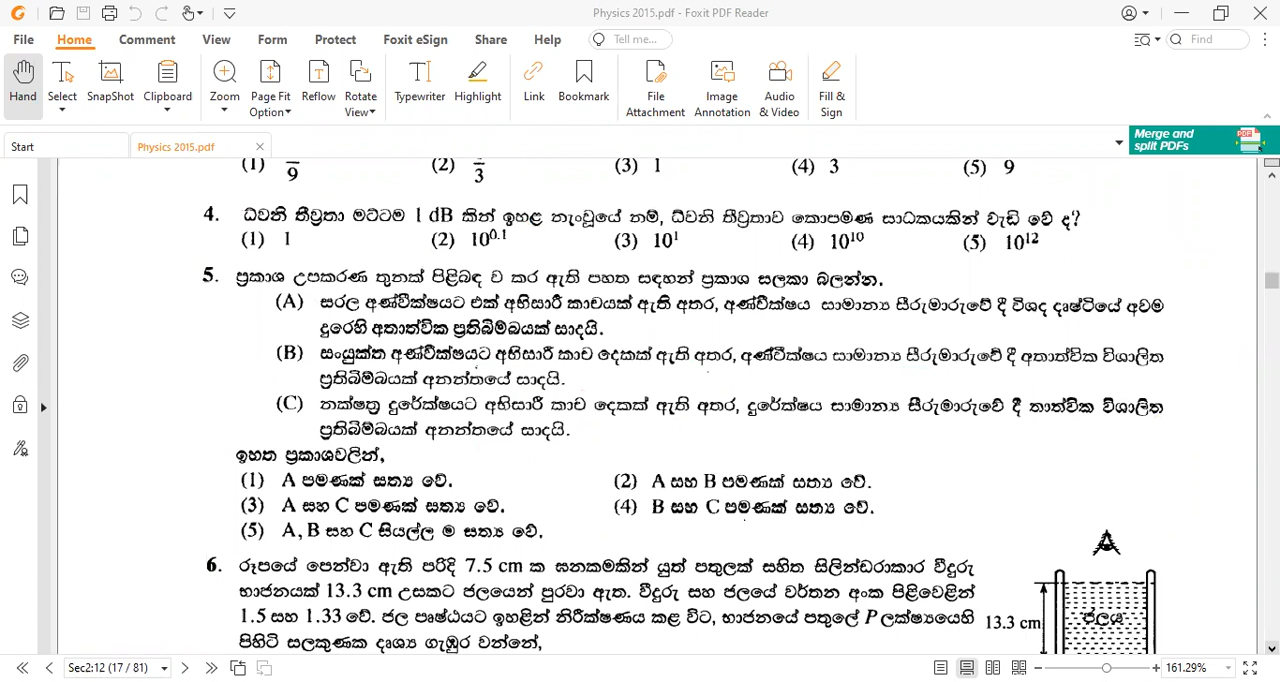 Physics 2015.pdf - Foxit PDF Reader
File Home Comment View Form Protect Foxit eSign Share Help Tell me... Find
Hand Select SnapShot Clipboard Zoom Page Fit Option Reflow Rotate View Typewriter Highlight Link Bookmark File Attachment Image Annotation Audio & Video Fill & Sign
Start Physics 2015.pdf Merge and split PDFs PDF
(1) 9 (2) 3 (3) 1 (4) 3 (5) 9
4. ධ්වනි තීව්‍රතා මට්ටම 1 dB කින් ඉහළ නැංවූයේ නම්, ධ්වනි තීව්‍රතාව කොපමණ සාධකයකින් වැඩි වේ ද?
(1) 1 (2) 10^0.1 (3) 10^1 (4) 10^10 (5) 10^12
5. ප්‍රකාශ උපකරණ තුනක් පිළිබඳ ව කර ඇති පහත සඳහන් ප්‍රකාශ සලකා බලන්න.
(A) සරල අණ්වීක්ෂයට එක් අභිසාරී කාචයක් ඇති අතර, අණ්වීක්ෂය සාමාන්‍ය සීරුමාරුවේ දී විශද දෘෂ්ටියේ අවම
දුරෙහි අතාත්වික ප්‍රතිබිම්බයක් සාදයි.
(B) සංයුක්ත අණ්වීක්ෂයට අභිසාරී කාච දෙකක් ඇති අතර, අණ්වීක්ෂය සාමාන්‍ය සීරුමාරුවේ දී අතාත්වික විශාලිත
ප්‍රතිබිම්බයක් අනන්තයේ සාදයි.
(C) නක්ෂත්‍ර දුරේක්ෂයට අභිසාරී කාච දෙකක් ඇති අතර, දුරේක්ෂය සාමාන්‍ය සීරුමාරුවේ දී තාත්වික විශාලිත
ප්‍රතිබිම්බයක් අනන්තයේ සාදයි.
ඉහත ප්‍රකාශවලින්,
(1) A පමණක් සත්‍ය වේ. (2) A සහ B පමණක් සත්‍ය වේ.
(3) A සහ C පමණක් සත්‍ය වේ. (4) B සහ C පමණක් සත්‍ය වේ.
(5) A, B සහ C සියල්ල ම සත්‍ය වේ.
6. රූපයේ පෙන්වා ඇති පරිදි 7.5 cm ක ඝනකමකින් යුත් පතුලක් සහිත සිලින්ඩරාකාර වීදුරු
භාජනයක් 13.3 cm උසකට ජලයෙන් පුරවා ඇත. වීදුරු සහ ජලයේ වර්තන අංක පිළිවෙළින්
1.5 සහ 1.33 වේ. ජල පෘෂ්ඨයට ඉහළින් නිරීක්ෂණය කළ විට, භාජනයේ පතුලේ P ලක්ෂ්‍යයෙහි
පිහිටි සලකුණක දෘශ්‍ය ගැඹුර වන්නේ,
13.3 cm ජලය
Sec2:12 (17 / 81) 161.29%